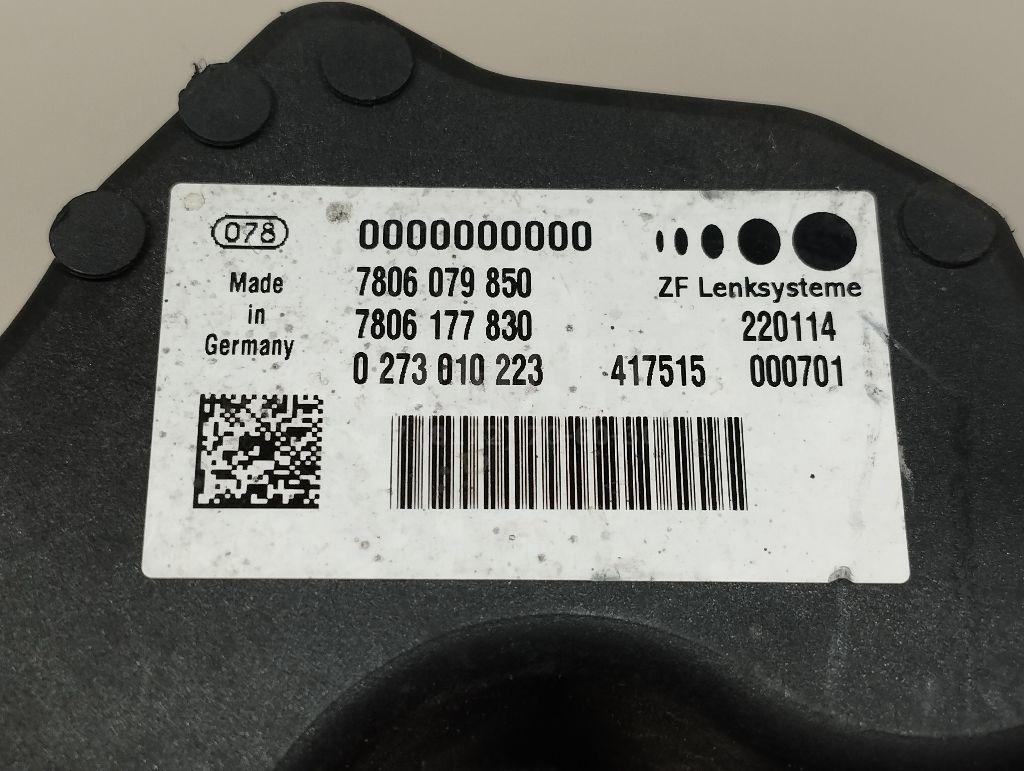 078
0000000000
Made
in
Germany
7806 079 850
7806 177 830
0 273 010 223
ZF Lenksysteme
220114
417515 000701